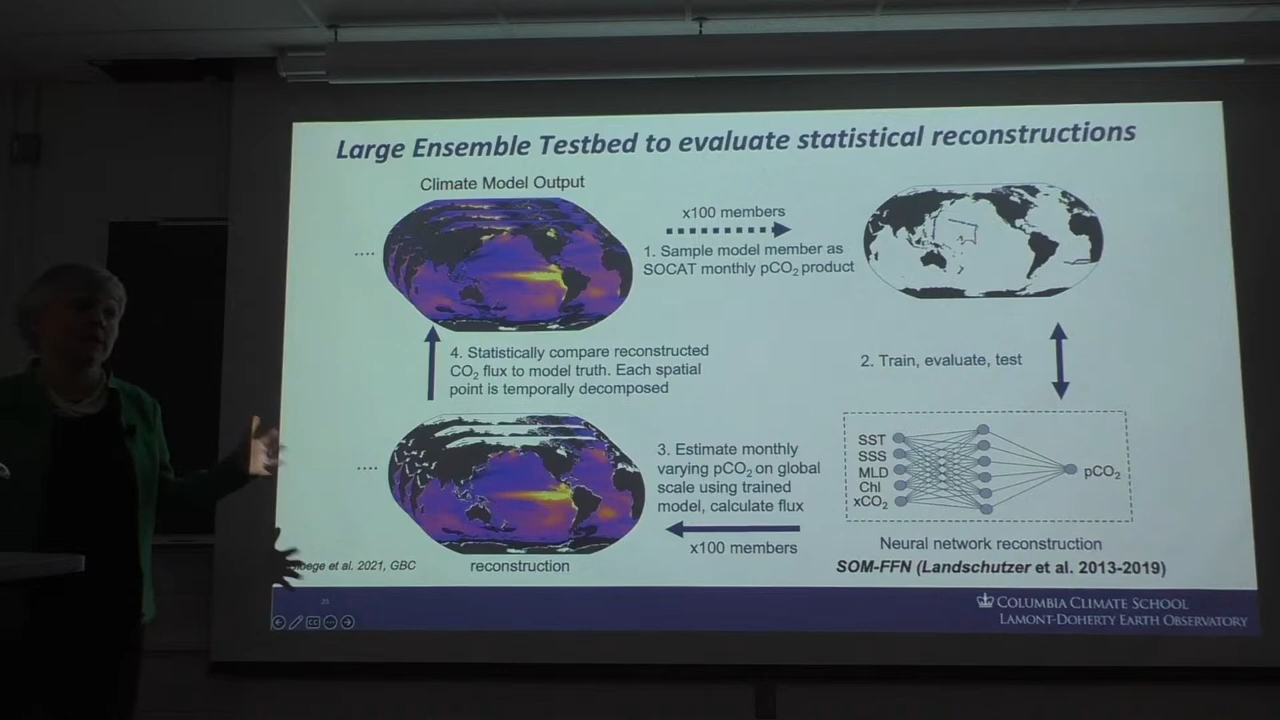 Large Ensemble Testbed to evaluate statistical reconstructions
Climate Model Output
....
x100 members
1. Sample model member as
SOCAT monthly pCO₂ product
4. Statistically compare reconstructed
CO₂ flux to model truth. Each spatial
point is temporally decomposed
2. Train, evaluate, test
....
3. Estimate monthly
varying pCO₂ on global
scale using trained
model, calculate flux
x100 members
SST
SSS
MLD
Chl
xCO₂
pCO₂
Neural network reconstruction
SOM-FFN (Landschutzer et al. 2013-2019)
et al. 2021, GBC
reconstruction
25
CC
COLUMBIA CLIMATE SCHOOL
LAMONT-DOHERTY EARTH OBSERVATORY